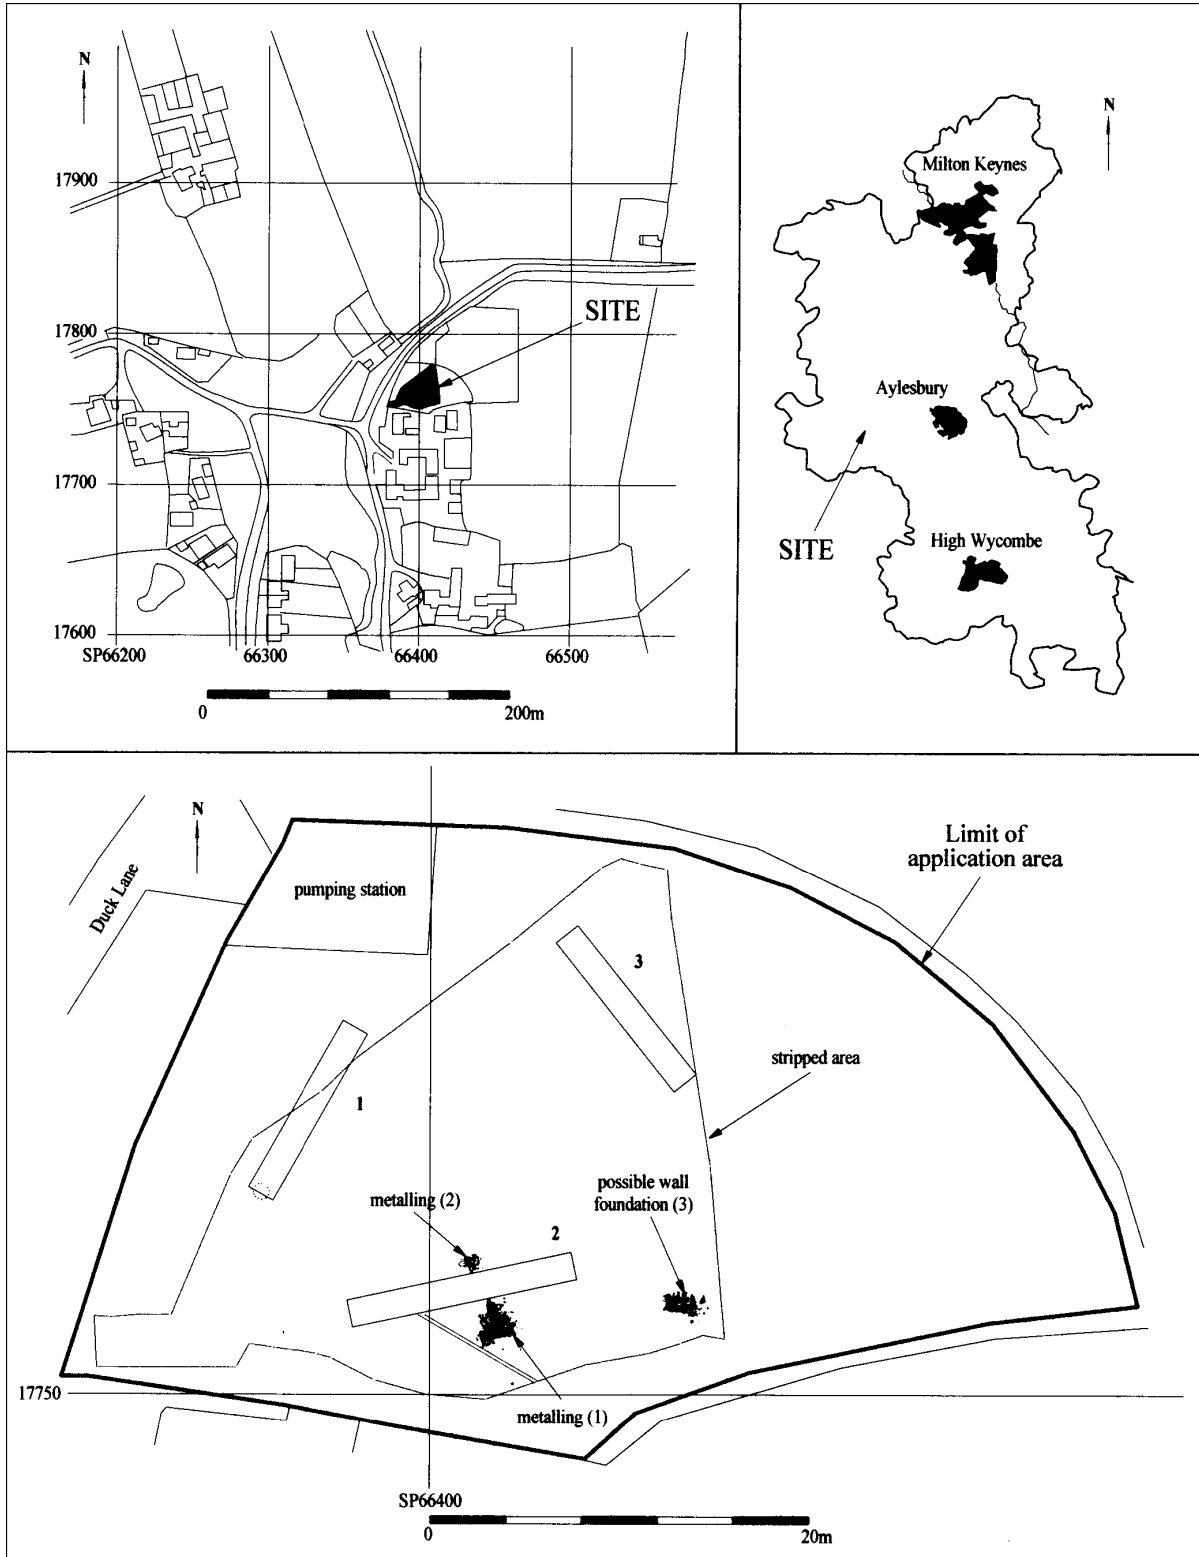 N
17900
17800
SITE
17700
17600
SP66200
66300
66400
66500
0
200m
N
Milton Keynes
Aylesbury
SITE
High Wycombe
N
Duck Lane
pumping station
Limit of
application area
3
stripped area
1
metalling (2)
2
possible wall
foundation (3)
17750
metalling (1)
SP66400
0
20m